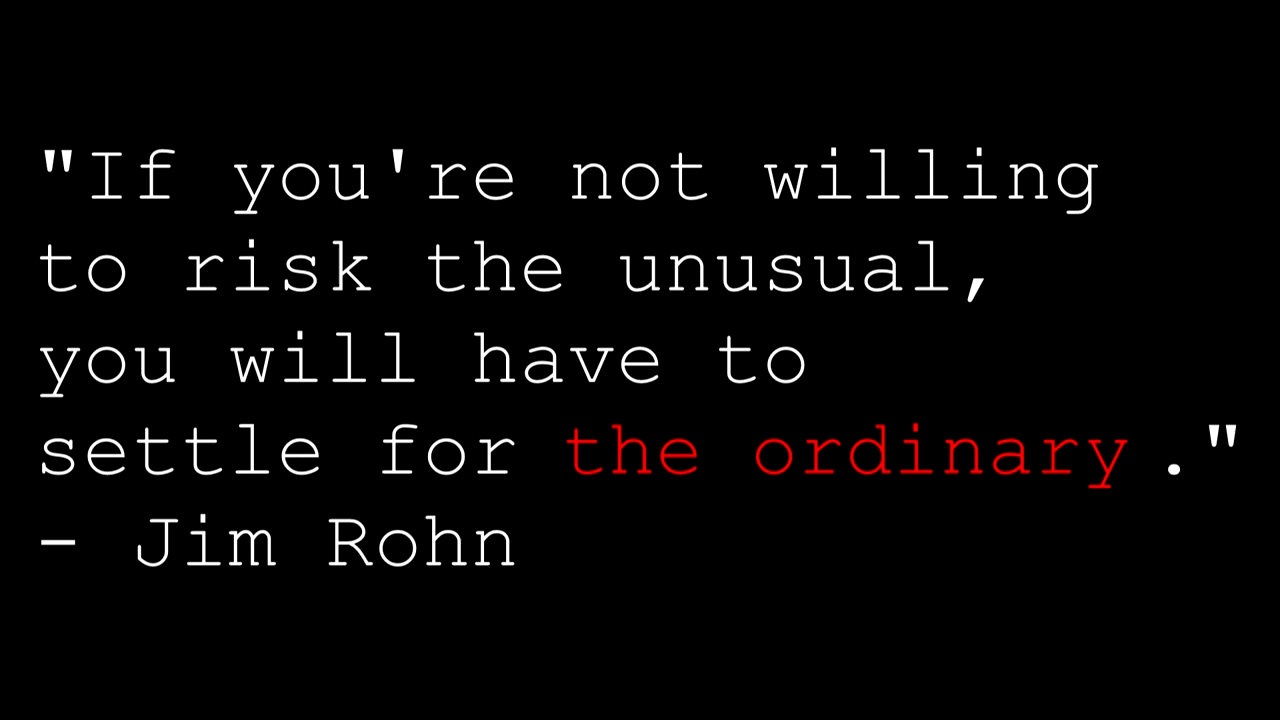 "If you're not willing
to risk the unusual,
you will have to
settle for the ordinary ."
- Jim Rohn